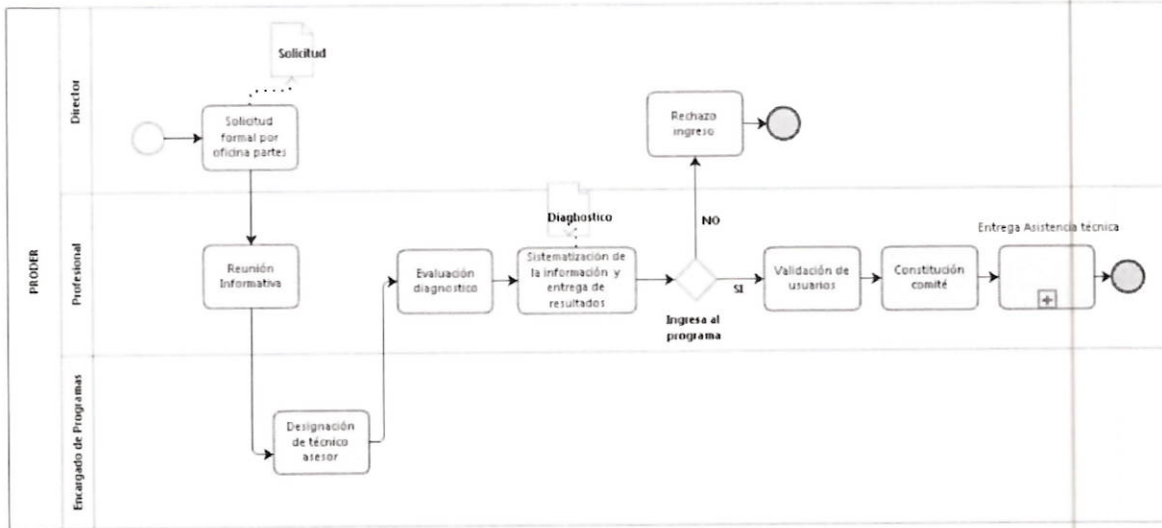 PRODER
Director
Solicitud
Solicitud
formal por
oficina partes
Rechazo
ingreso
Profesional
Reunión
Informativa
Evaluación
diagnostico
Diagnostico
Sistematización de
la información y
entrega de
resultados
NO
SI
Ingresa al
programa
Validación de
usuarios
Constitución
comité
Entrega Asistencia técnica
Encargado de Programas
Designación
de técnico
asesor